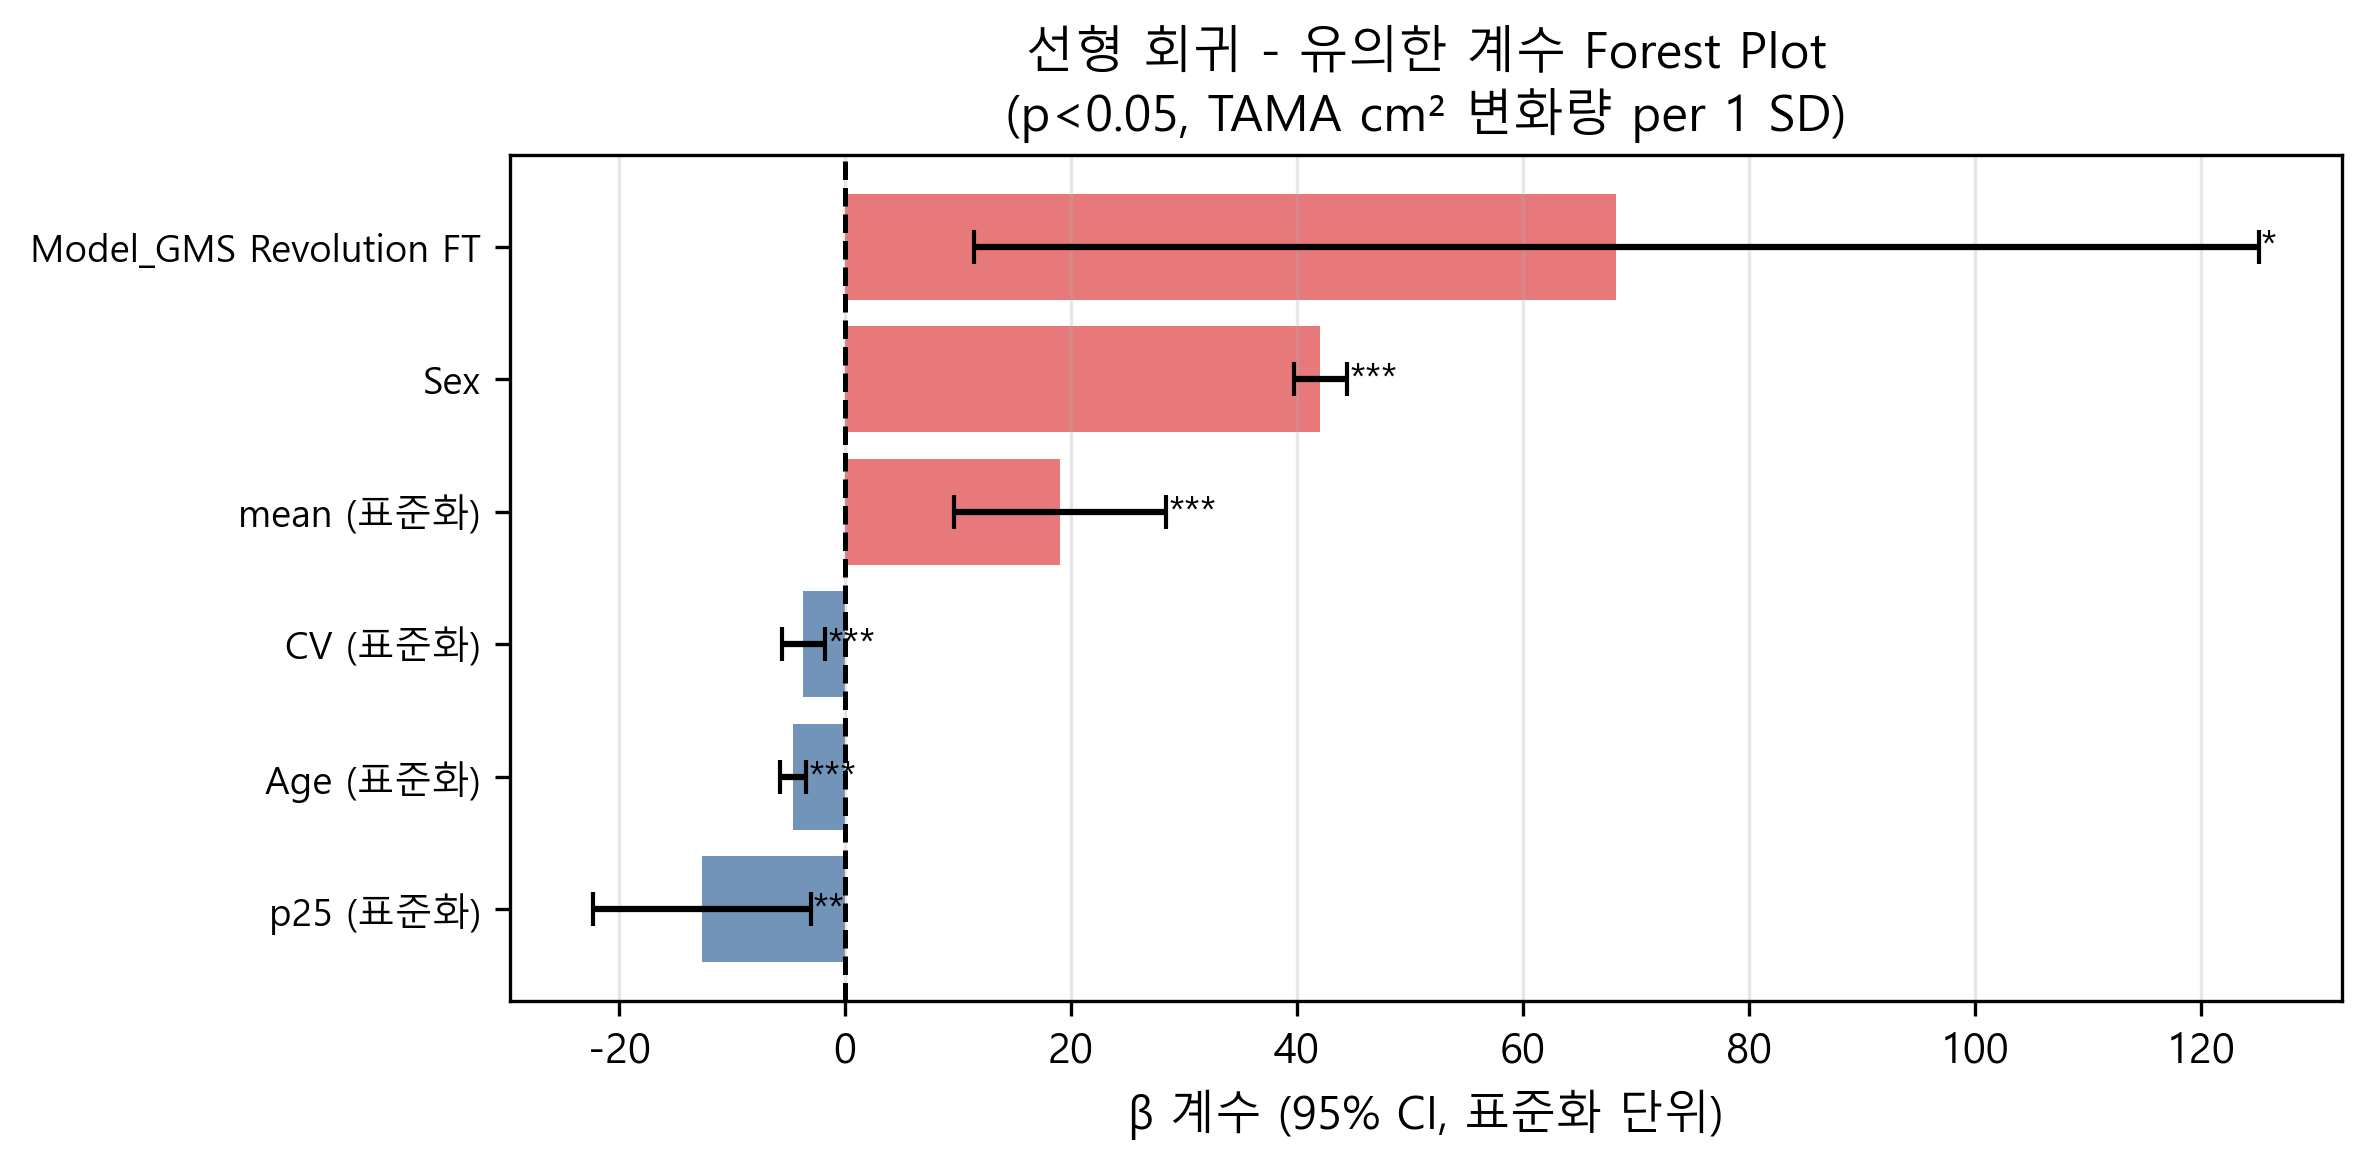 선형 회귀 - 유의한 계수 Forest Plot
(p<0.05, TAMA cm² 변화량 per 1 SD)
Model_GMS Revolution FT
*
Sex
***
mean (표준화)
***
CV (표준화)
***
Age (표준화)
***
p25 (표준화)
**
-20 0 20 40 60 80 100 120
β 계수 (95% CI, 표준화 단위)